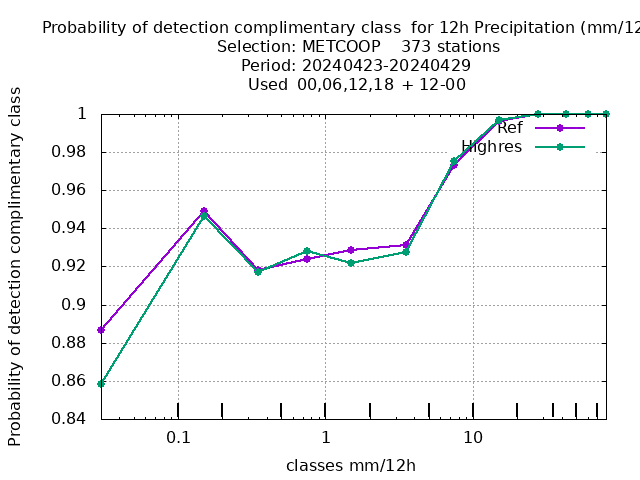 Probability of detection complimentary class  for 12h Precipitation (mm/12
Selection: METCOOP    373 stations
Period: 20240423-20240429
Used 00,06,12,18 + 12-00
Probability of detection complimentary class
1
0.98
0.96
0.94
0.92
0.9
0.88
0.86
0.84
Ref
Highres
0.1
1
10
classes mm/12h